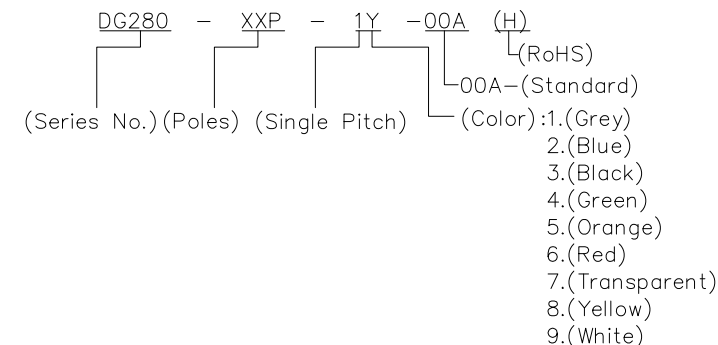 DG280 - XXP - 1Y -00A (H)
(RoHS)
00A-(Standard)
(Series No.) (Poles) (Single Pitch) (Color):1.(Grey)
2.(Blue)
3.(Black)
4.(Green)
5.(Orange)
6.(Red)
7.(Transparent)
8.(Yellow)
9.(White)